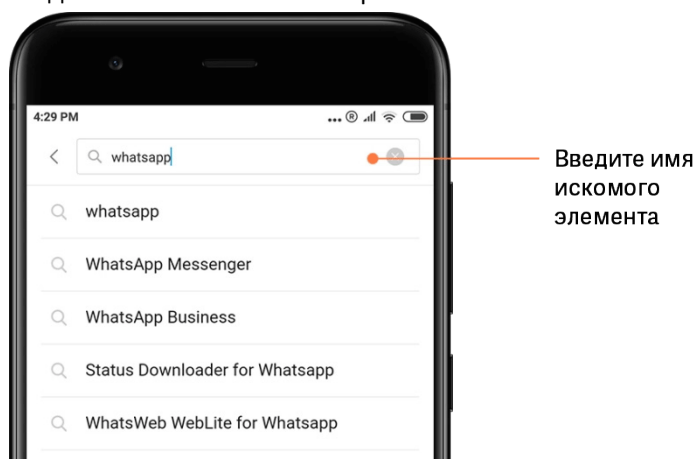 4:29 PM
whatsapp
Введите имя
искомого
элемента
whatsapp
WhatsApp Messenger
WhatsApp Business
Status Downloader for Whatsapp
WhatsWeb WebLite for Whatsapp